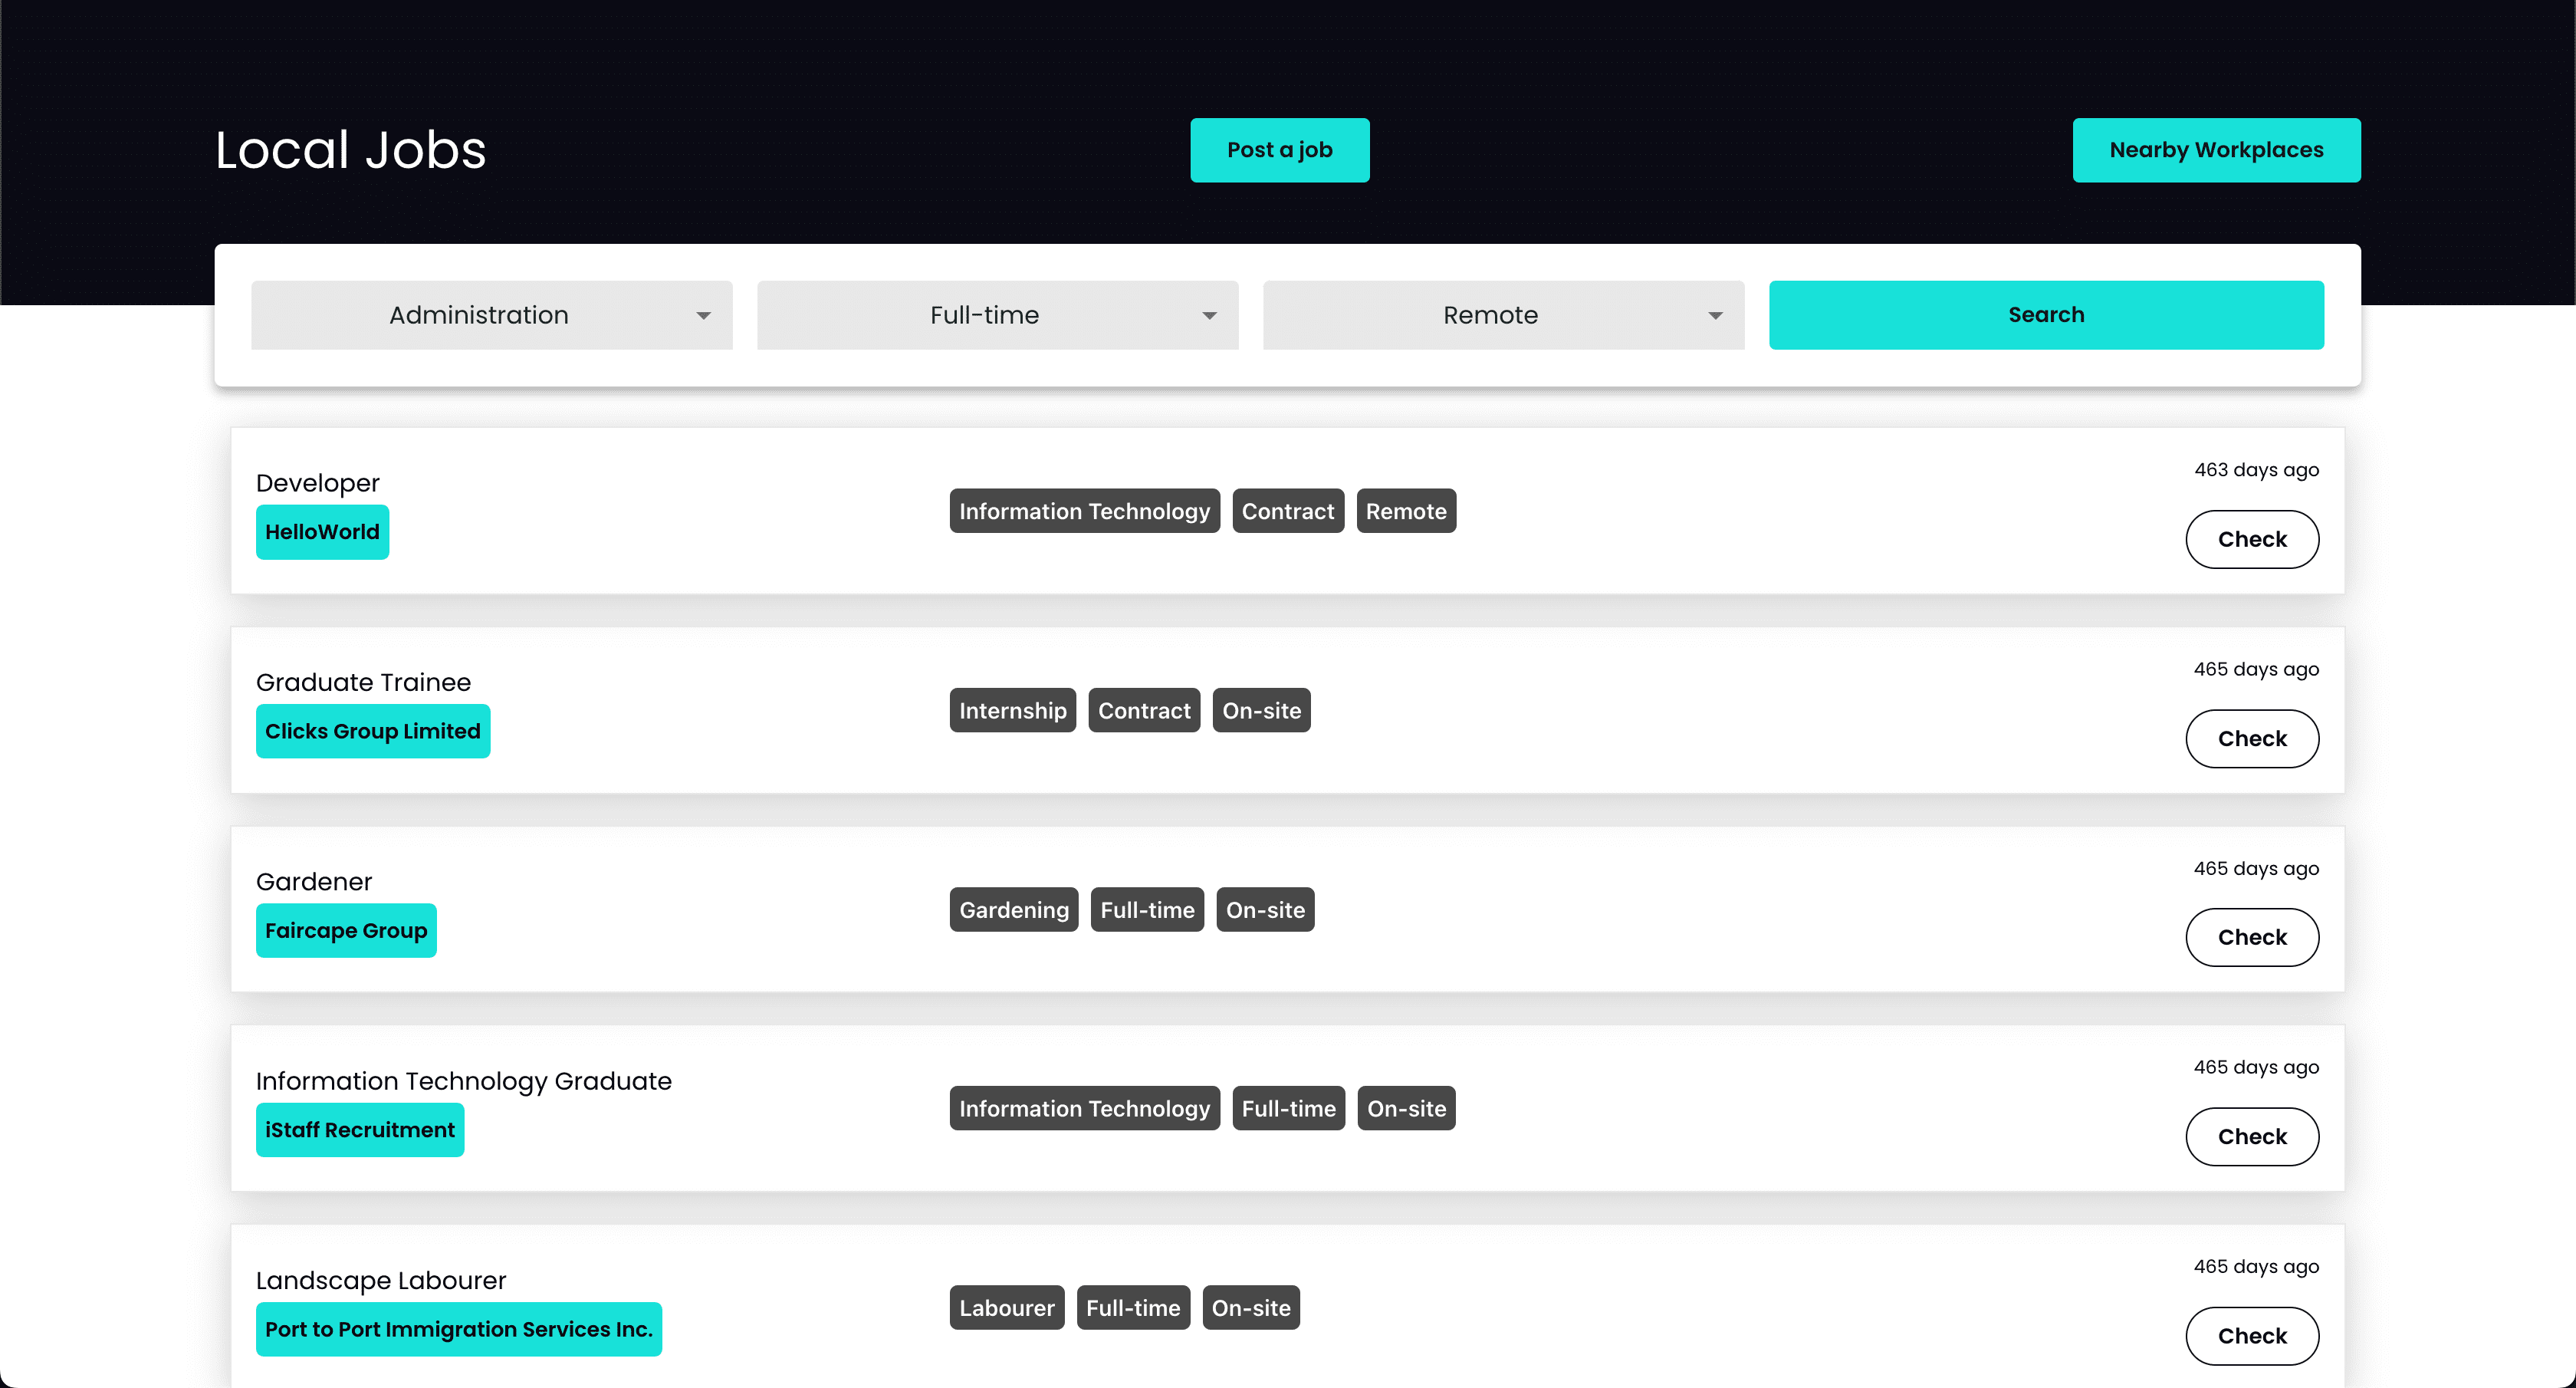 Local Jobs
Post a job
Nearby Workplaces
Administration
Full-time
Remote
Search
Developer
HelloWorld
Information Technology
Contract
Remote
463 days ago
Check
Graduate Trainee
Clicks Group Limited
Internship
Contract
On-site
465 days ago
Check
Gardener
Faircape Group
Gardening
Full-time
On-site
465 days ago
Check
Information Technology Graduate
iStaff Recruitment
Information Technology
Full-time
On-site
465 days ago
Check
Landscape Labourer
Port to Port Immigration Services Inc.
Labourer
Full-time
On-site
465 days ago
Check